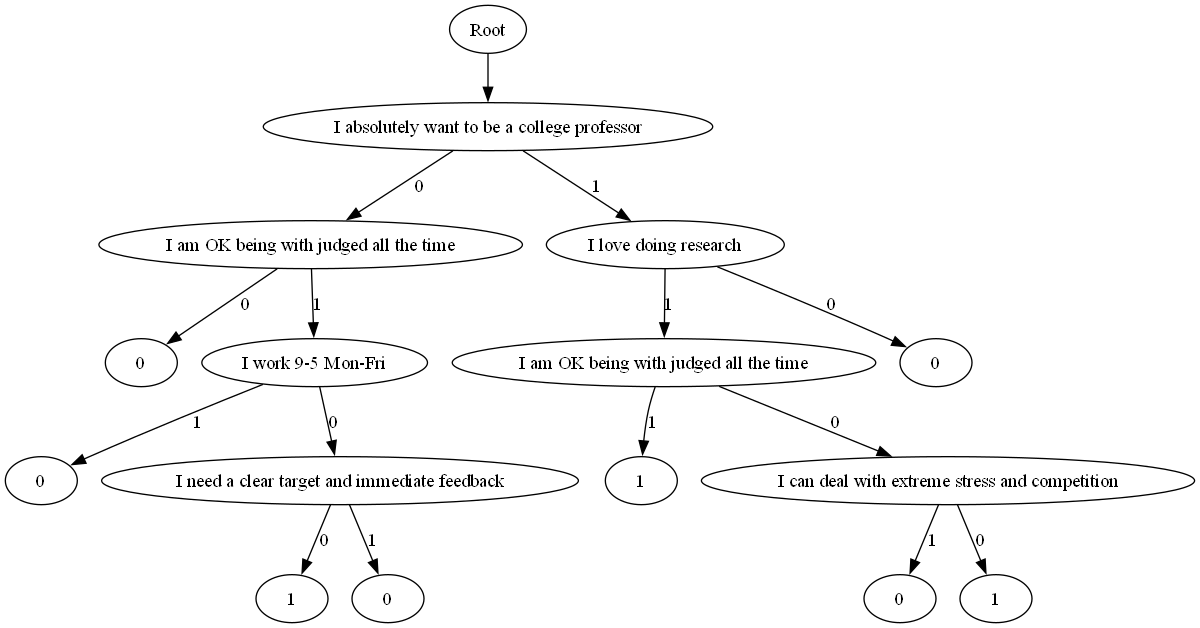 Root
I absolutely want to be a college professor
0
1
I am OK being with judged all the time
I love doing research
0
1
1
0
0
I work 9-5 Mon-Fri
I am OK being with judged all the time
0
1
0
1
0
0
I need a clear target and immediate feedback
1
I can deal with extreme stress and competition
0
1
1
0
1
0
0
1